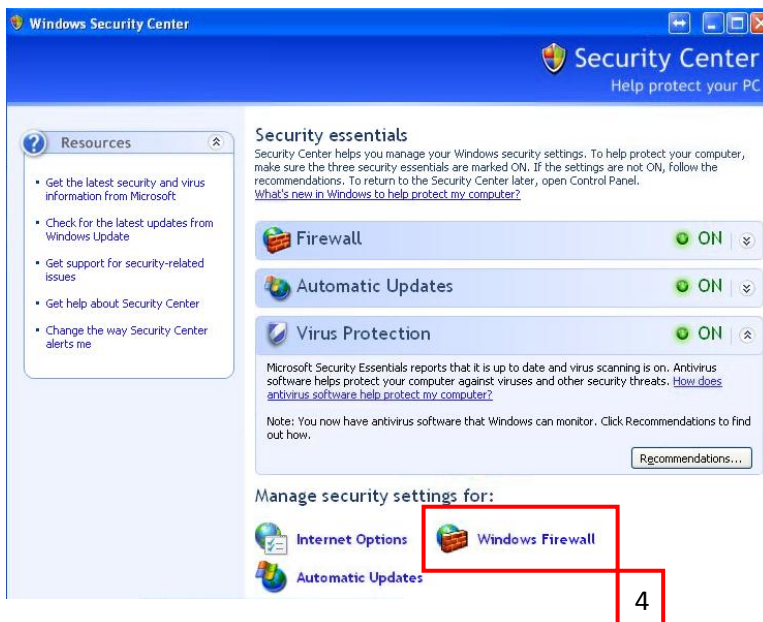 Windows Security Center
Security Center
Help protect your PC
Resources
Get the latest security and virus
information from Microsoft
Check for the latest updates from
Windows Update
Get support for security-related
issues
Get help about Security Center
Change the way Security Center
alerts me
Security essentials
Security Center helps you manage your Windows security settings. To help protect your computer,
make sure the three security essentials are marked ON. If the settings are not ON, follow the
recommendations. To return to the Security Center later, open Control Panel.
What's new in Windows to help protect my computer?
Firewall ON
Automatic Updates ON
Virus Protection ON
Microsoft Security Essentials reports that it is up to date and virus scanning is on. Antivirus
software helps protect your computer against viruses and other security threats. How does
antivirus software help protect my computer?
Note: You now have antivirus software that Windows can monitor. Click Recommendations to find
out how.
Recommendations...
Manage security settings for:
Internet Options Windows Firewall
Automatic Updates
4